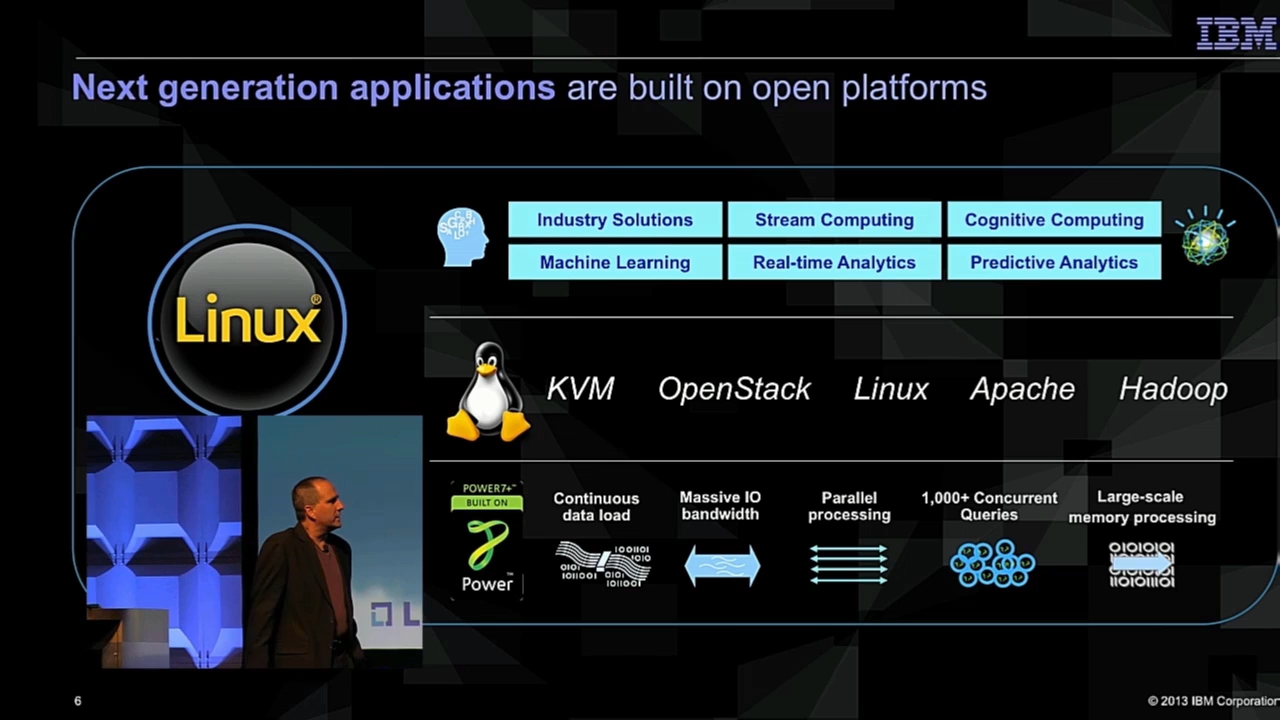 IBM
Next generation applications are built on open platforms
Industry Solutions
Stream Computing
Cognitive Computing
Machine Learning
Real-time Analytics
Predictive Analytics
Linux®
KVM
OpenStack
Linux
Apache
Hadoop
POWER7+™
BUILT ON
Power™
Continuous
data load
Massive IO
bandwidth
Parallel
processing
1,000+ Concurrent
Queries
Large-scale
memory processing
L
6
© 2013 IBM Corporation